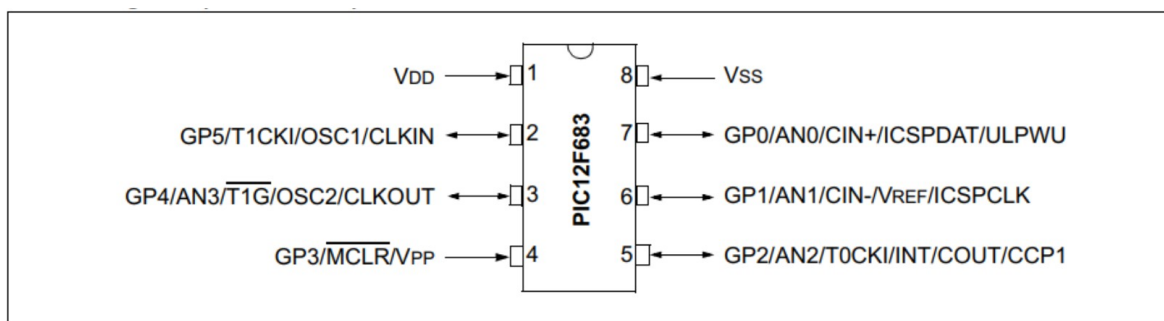 VDD
1
8
VSS
GP5/T1CKI/OSC1/CLKIN
2
7
GP0/AN0/CIN+/ICSPDAT/ULPWU
GP4/AN3/T1G/OSC2/CLKOUT
3
6
GP1/AN1/CIN-/VREF/ICSPCLK
GP3/MCLR/VPP
4
5
GP2/AN2/T0CKI/INT/COUT/CCP1
PIC12F683